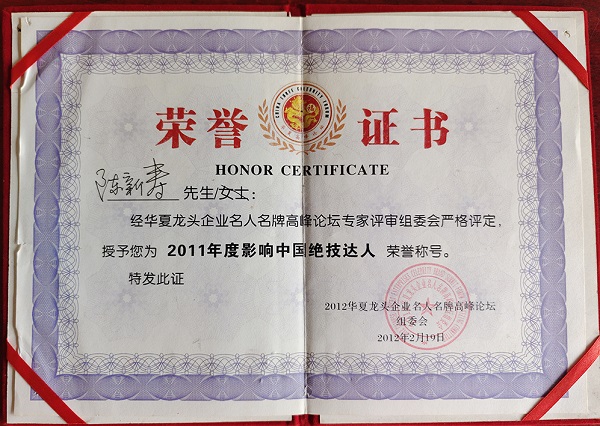 CHINA THREE CELEBRITY FORUM
荣誉证书
HONOR CERTIFICATE
陈新寿 先生/女士:
经华夏龙头企业名人名牌高峰论坛专家评审组委会严格评定,
授予您为 2011年度影响中国绝技达人 荣誉称号。
特发此证
2012华夏龙头企业名人名牌高峰论坛
组委会
2012年2月19日